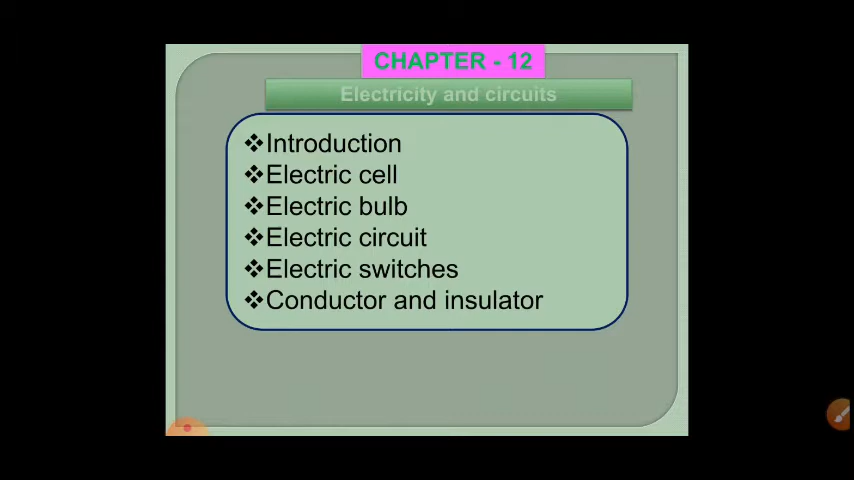 CHAPTER - 12
Electricity and circuits
❖Introduction
❖Electric cell
❖Electric bulb
❖Electric circuit
❖Electric switches
❖Conductor and insulator